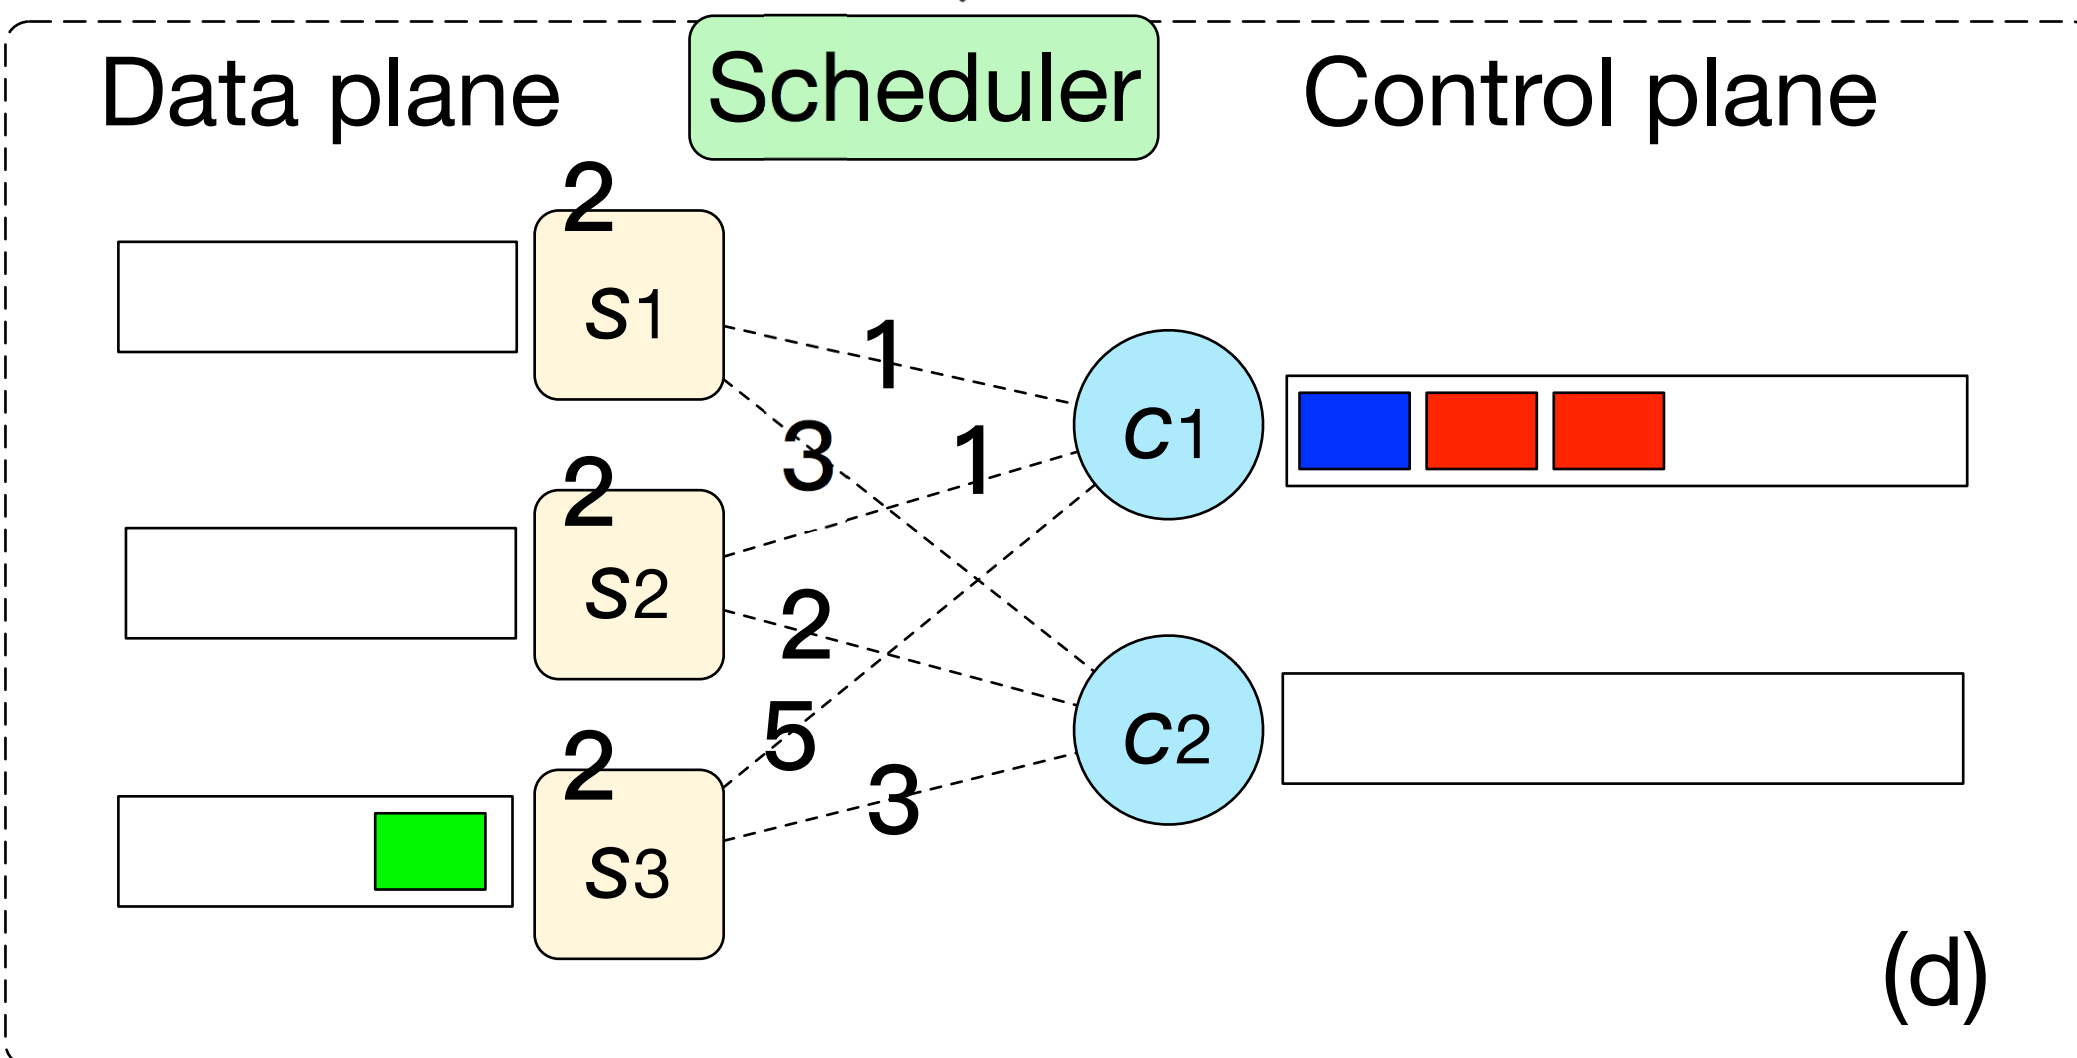 Data plane
Scheduler
Control plane
2
s1
1
3
1
c1
2
s2
2
5
3
c2
2
s3
(d)